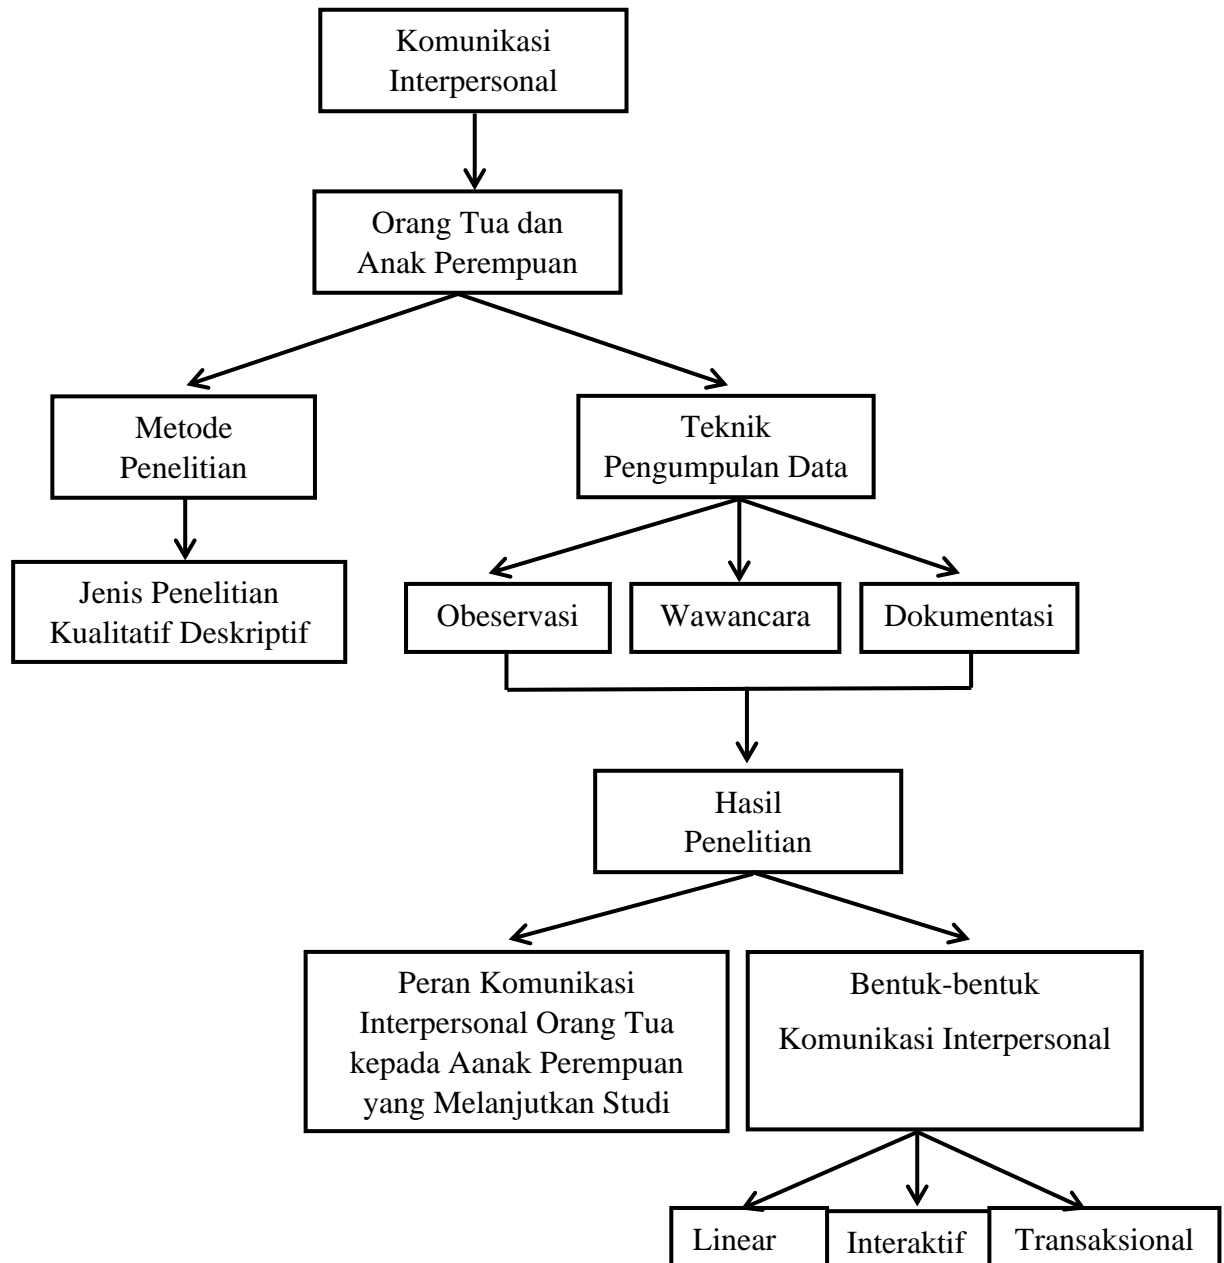 Komunikasi
Interpersonal
Orang Tua dan
Anak Perempuan
Metode
Penelitian
Teknik
Pengumpulan Data
Jenis Penelitian
Kualitatif Deskriptif
Obeservasi
Wawancara
Dokumentasi
Hasil
Penelitian
Peran Komunikasi
Interpersonal Orang Tua
kepada Aanak Perempuan
yang Melanjutkan Studi
Bentuk-bentuk
Komunikasi Interpersonal
Linear
Interaktif
Transaksional